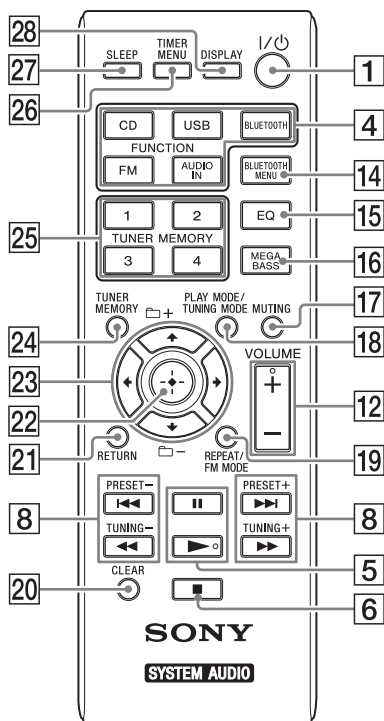 28
SLEEP
TIMER
MENU
DISPLAY
I/
1
27
26
CD
USB
BLUETOOTH
4
FUNCTION
FM
AUDIO
IN
BLUETOOTH
MENU
14
1
2
EQ
15
25
TUNER MEMORY
3
4
MEGA
BASS
16
TUNER
MEMORY
+
PLAY MODE/
TUNING MODE
MUTING
17
24
18
VOLUME
23
+
12
22
–
21
RETURN
–
REPEAT/
FM MODE
19
PRESET–
PRESET+
8
TUNING–
TUNING+
8
5
CLEAR
20
6
SONY
SYSTEM AUDIO